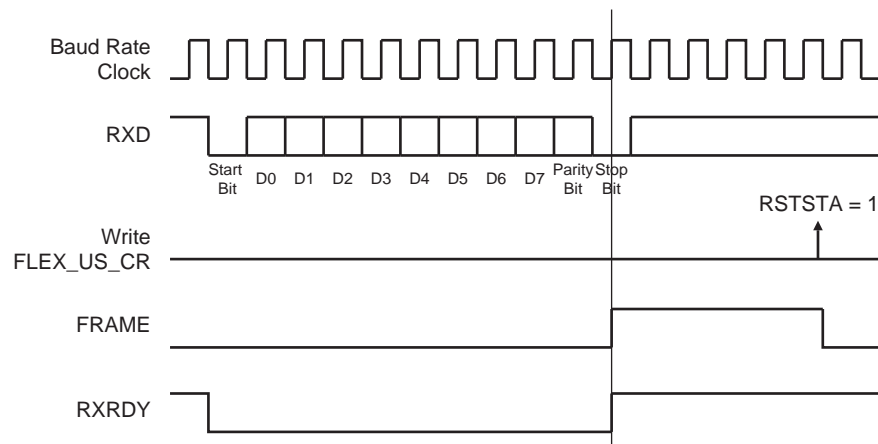 Baud Rate
Clock
RXD
Start
Bit
D0 D1 D2 D3 D4 D5 D6 D7
Parity
Bit
Stop
Bit
RSTSTA = 1
Write
FLEX_US_CR
FRAME
RXRDY